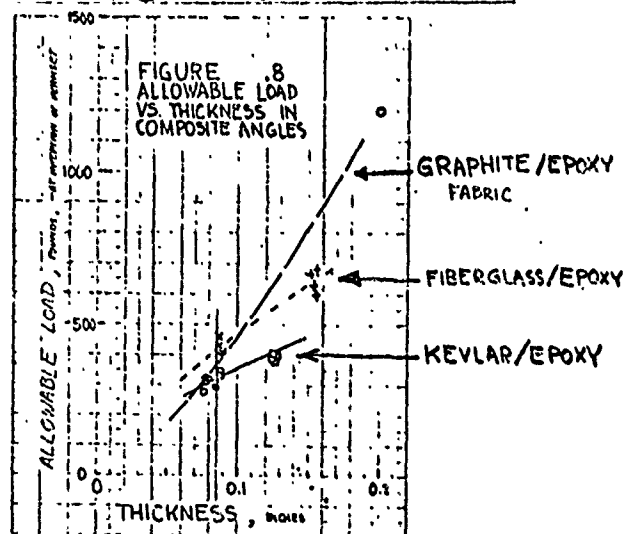 1500
FIGURE .8
ALLOWABLE LOAD
VS. THICKNESS IN
COMPOSITE ANGLES
1000
GRAPHITE/EPOXY
FABRIC
FIBERGLASS/EPOXY
500
KEVLAR/EPOXY
ALLOWABLE LOAD, POUNDS,
0
0 0.1 0.2
THICKNESS, INCHES